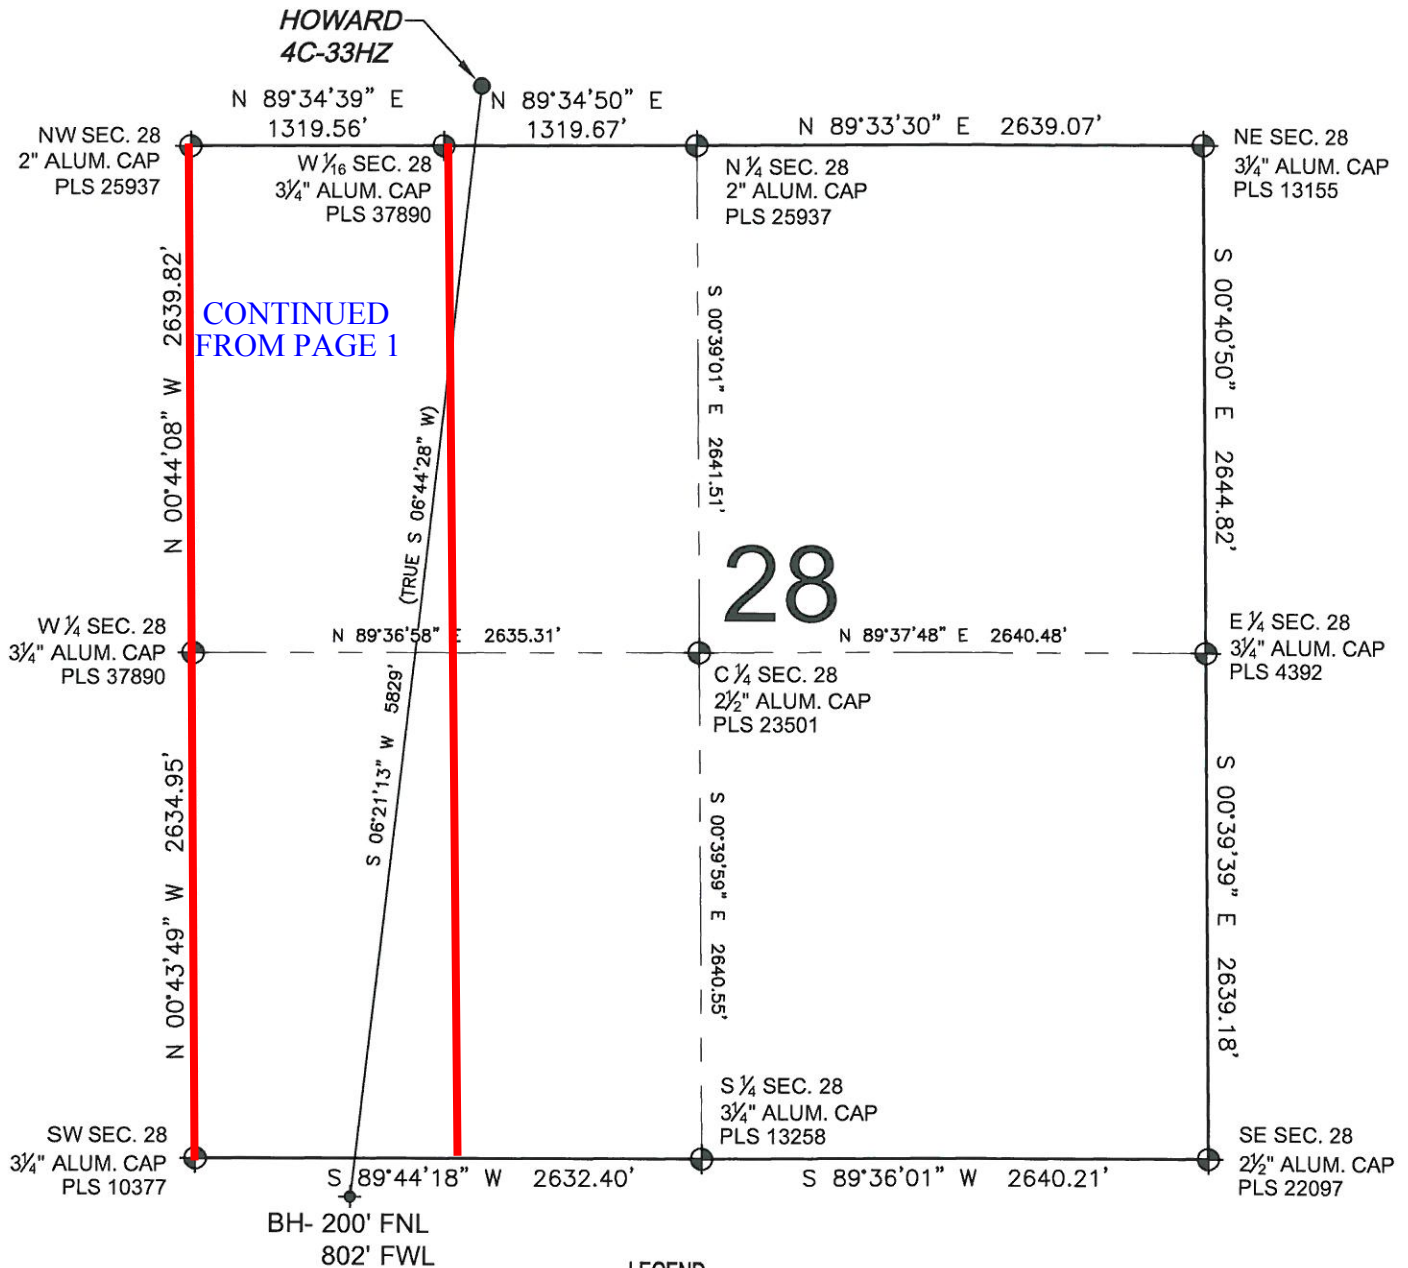 HOWARD
4C-33HZ
N 89°34'39" E
1319.56'
N 89°34'50" E
1319.67'
N 89°33'30" E 2639.07'
NW SEC. 28
2" ALUM. CAP
PLS 25937
W 1/16 SEC. 28
3¼" ALUM. CAP
PLS 37890
N ¼ SEC. 28
2" ALUM. CAP
PLS 25937
NE SEC. 28
3¼" ALUM. CAP
PLS 13155
N 00°44'08" W 2639.82'
CONTINUED
FROM PAGE 1
(TRUE S 06°44'28" W)
S 00°39'01" E 2641.51'
S 00°40'50" E 2644.82'
28
W ¼ SEC. 28
3¼" ALUM. CAP
PLS 37890
N 89°36'58" E 2635.31'
N 89°37'48" E 2640.48'
E ¼ SEC. 28
3¼" ALUM. CAP
PLS 4392
C ¼ SEC. 28
2½" ALUM. CAP
PLS 23501
S 06°21'13" W 5829'
N 00°43'49" W 2634.95'
S 00°39'59" E 2640.55'
S 00°39'39" E 2639.18'
SW SEC. 28
3¼" ALUM. CAP
PLS 10377
S ¼ SEC. 28
3¼" ALUM. CAP
PLS 13258
SE SEC. 28
2½" ALUM. CAP
PLS 22097
S 89°44'18" W 2632.40'
S 89°36'01" W 2640.21'
BH- 200' FNL
802' FWL
LEGEND